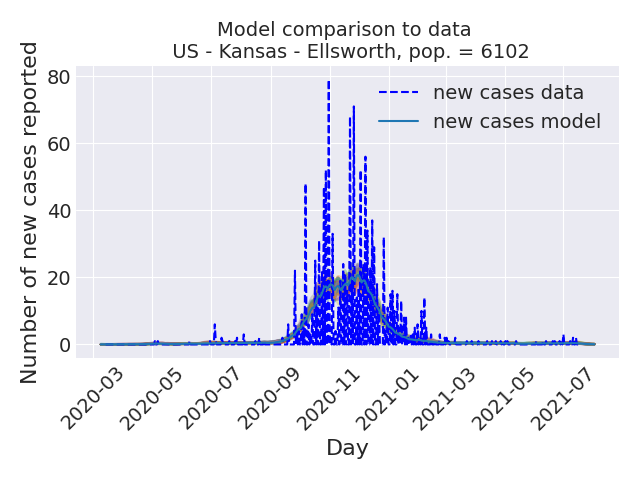 Model comparison to data
US - Kansas - Ellsworth, pop. = 6102
Number of new cases reported
80
60
40
20
0
new cases data
new cases model
2020-03
2020-05
2020-07
2020-09
2020-11
2021-01
2021-03
2021-05
2021-07
Day